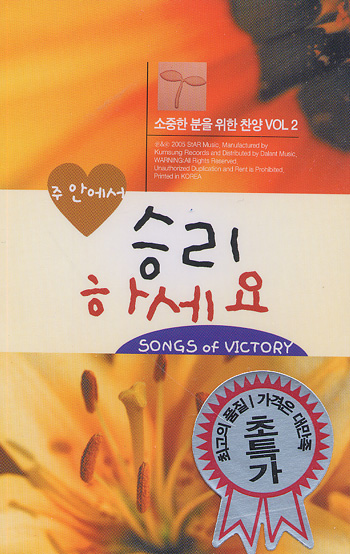 소중한 분을 위한 찬양 VOL 2
2005 StAR Music, Manufactured by
Kumsung Records and Distributed by Dalant Music,
WARNING:All Rights Reserved,
Unauthorized Duplication and Rent is Prohibited,
Printed in KOREA
주 안에서
승리
하세요
SONGS of VICTORY
최고의 품질 | 가격은 대만족
초특가